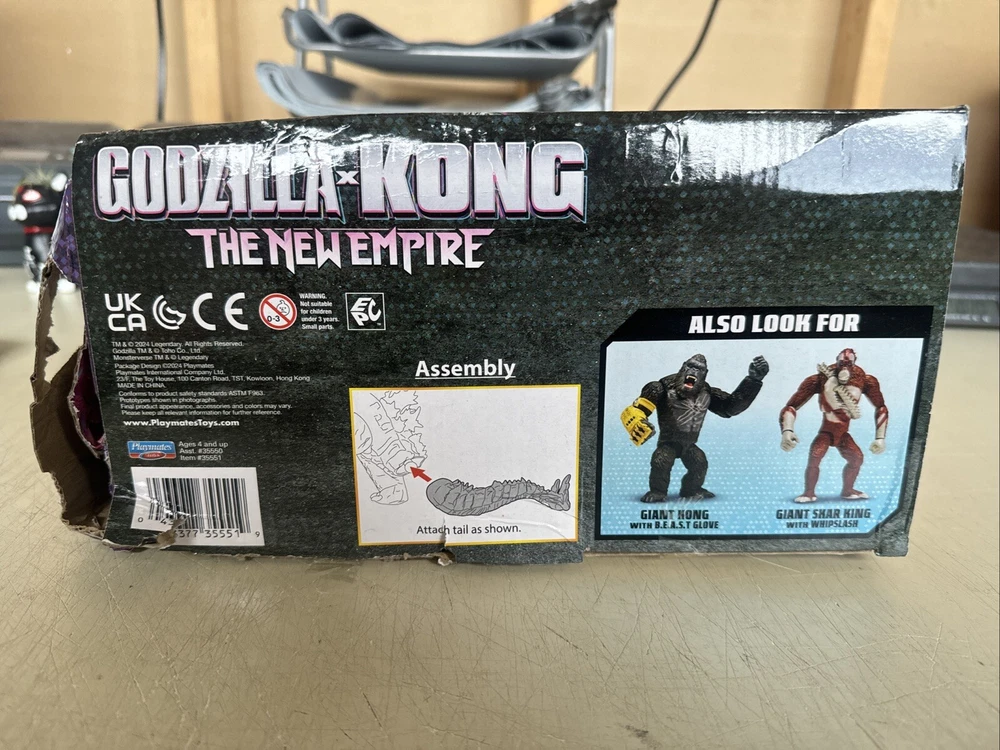 GODZILLA x KONG
THE NEW EMPIRE
UK
CA
CE
0-3
WARNING.
Not suitable
for children
under 3 years.
Small parts.
TM & © 2024 Legendary. All Rights Reserved.
Godzilla TM & © Toho Co., Ltd.
Monsterverse TM & © Legendary
Package Design ©2024 Playmates
Playmates International Company Ltd.
23/F, The Toy House, 100 Canton Road, TST, Kowloon, Hong Kong
MADE IN CHINA.
Conforms to product safety standards ASTM F963.
Prototypes shown in photographs.
Final product appearance, accessories and colors may vary.
Please keep all relevant information for further reference.
www.PlaymatesToys.com
Playmates
Ages 4 and up
Asst. #35550
Item #35551
0 377 35551 9
Assembly
Attach tail as shown.
ALSO LOOK FOR
GIANT KONG
WITH B.E.A.S.T GLOVE
GIANT SKAR KING
WITH WHIPSLASH